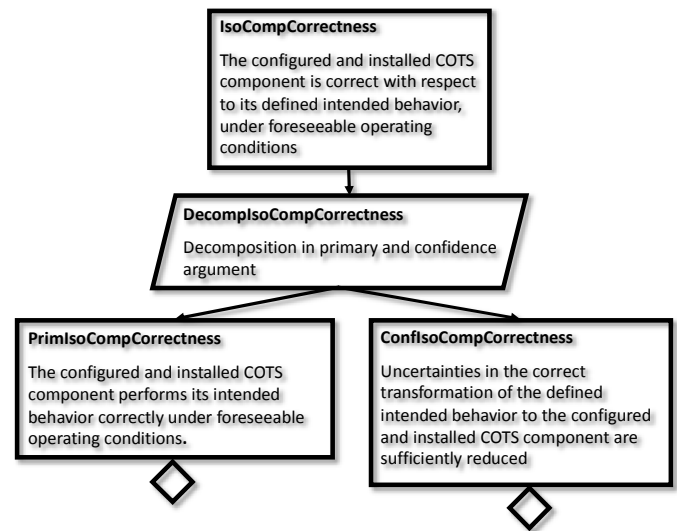 IsoCompCorrectness
The configured and installed COTS
component is correct with respect
to its defined intended behavior,
under foreseeable operating
conditions
DecompIsoCompCorrectness
Decomposition in primary and confidence
argument
PrimIsoCompCorrectness
The configured and installed COTS
component performs its intended
behavior correctly under foreseeable
operating conditions.
ConfIsoCompCorrectness
Uncertainties in the correct
transformation of the defined
intended behavior to the configured
and installed COTS component are
sufficiently reduced